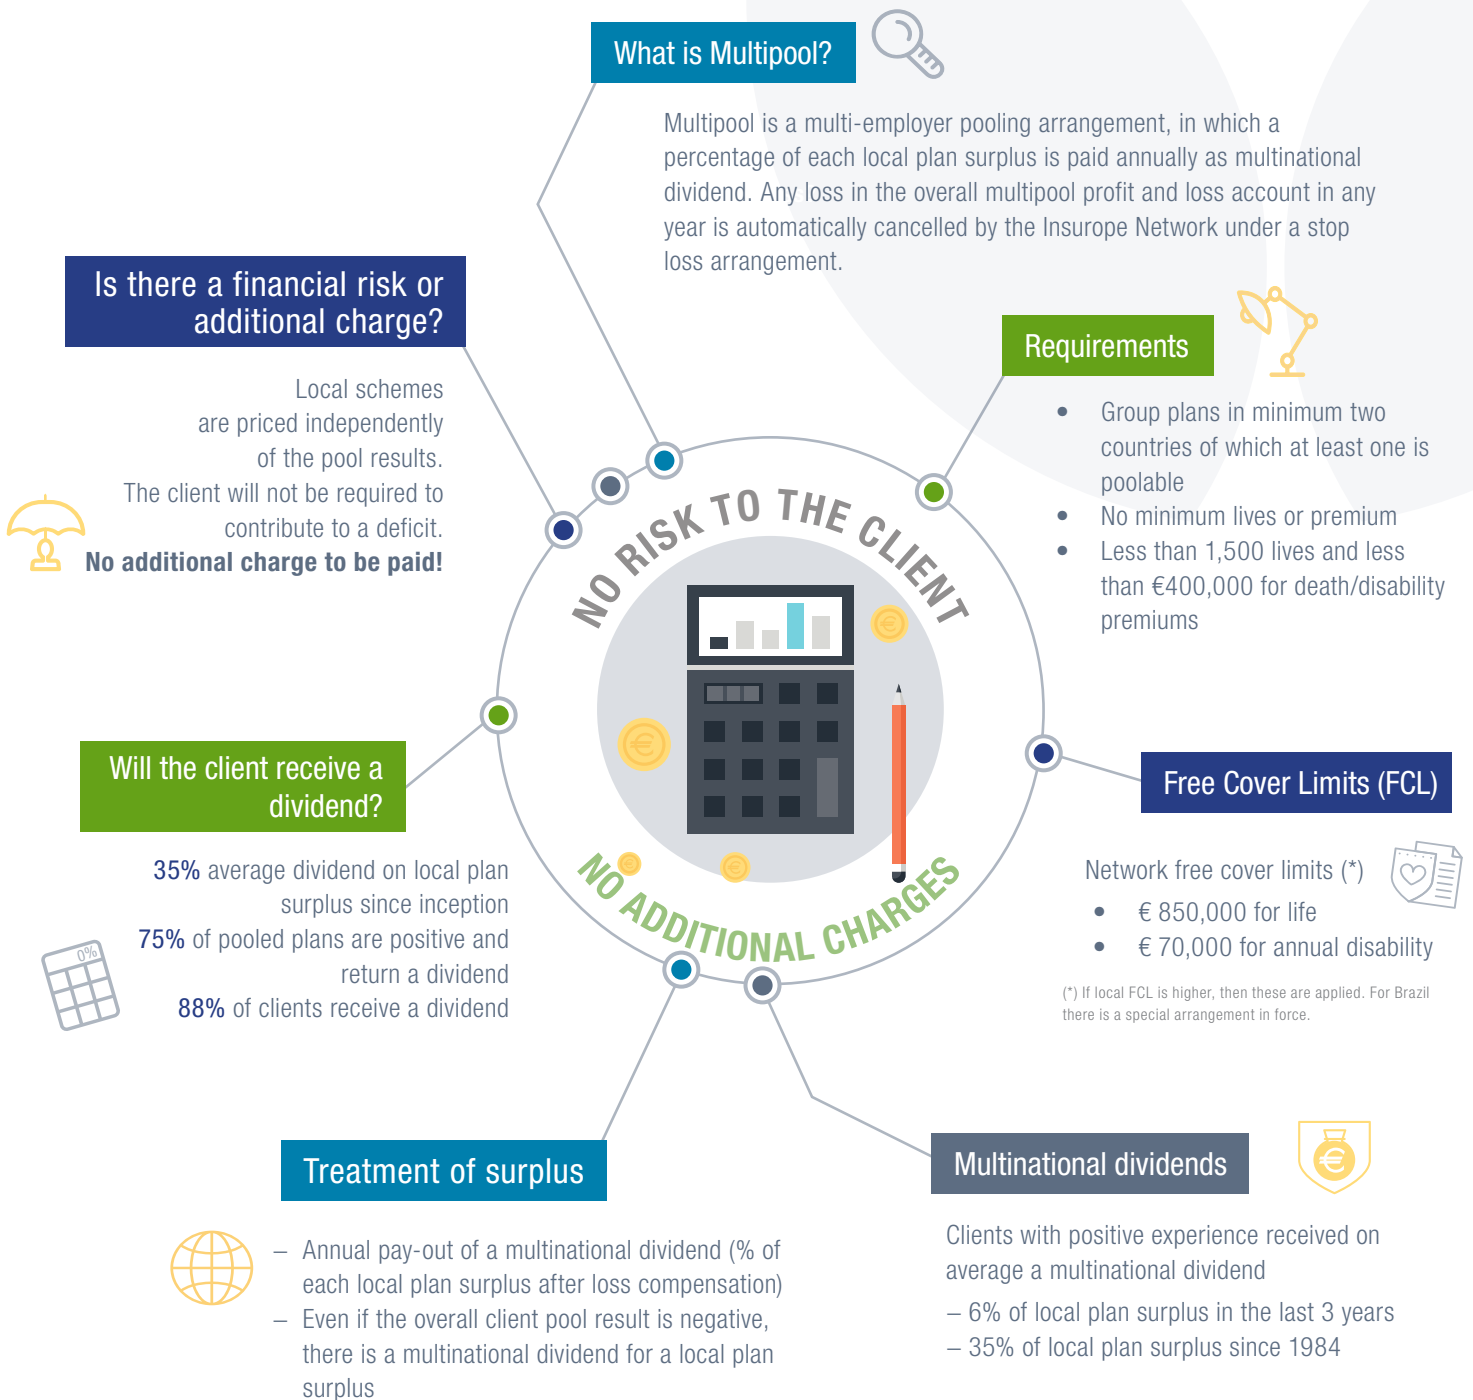 What is Multipool?
Multipool is a multi-employer pooling arrangement, in which a
percentage of each local plan surplus is paid annually as multinational
dividend. Any loss in the overall multipool profit and loss account in any
year is automatically cancelled by the Insurope Network under a stop
loss arrangement.
Is there a financial risk or
additional charge?
Local schemes
are priced independently
of the pool results.
The client will not be required to
contribute to a deficit.
No additional charge to be paid!
Requirements
• Group plans in minimum two
countries of which at least one is
poolable
• No minimum lives or premium
• Less than 1,500 lives and less
than €400,000 for death/disability
premiums
NO RISK TO THE CLIENT
€
€
€
€
NO ADDITIONAL CHARGES
Will the client receive a
dividend?
35% average dividend on local plan
surplus since inception
75% of pooled plans are positive and
return a dividend
88% of clients receive a dividend
0%
Free Cover Limits (FCL)
Network free cover limits (*)
• € 850,000 for life
• € 70,000 for annual disability
(*) If local FCL is higher, then these are applied. For Brazil
there is a special arrangement in force.
Treatment of surplus
– Annual pay-out of a multinational dividend (% of
each local plan surplus after loss compensation)
– Even if the overall client pool result is negative,
there is a multinational dividend for a local plan
surplus
Multinational dividends
€
Clients with positive experience received on
average a multinational dividend
– 6% of local plan surplus in the last 3 years
– 35% of local plan surplus since 1984